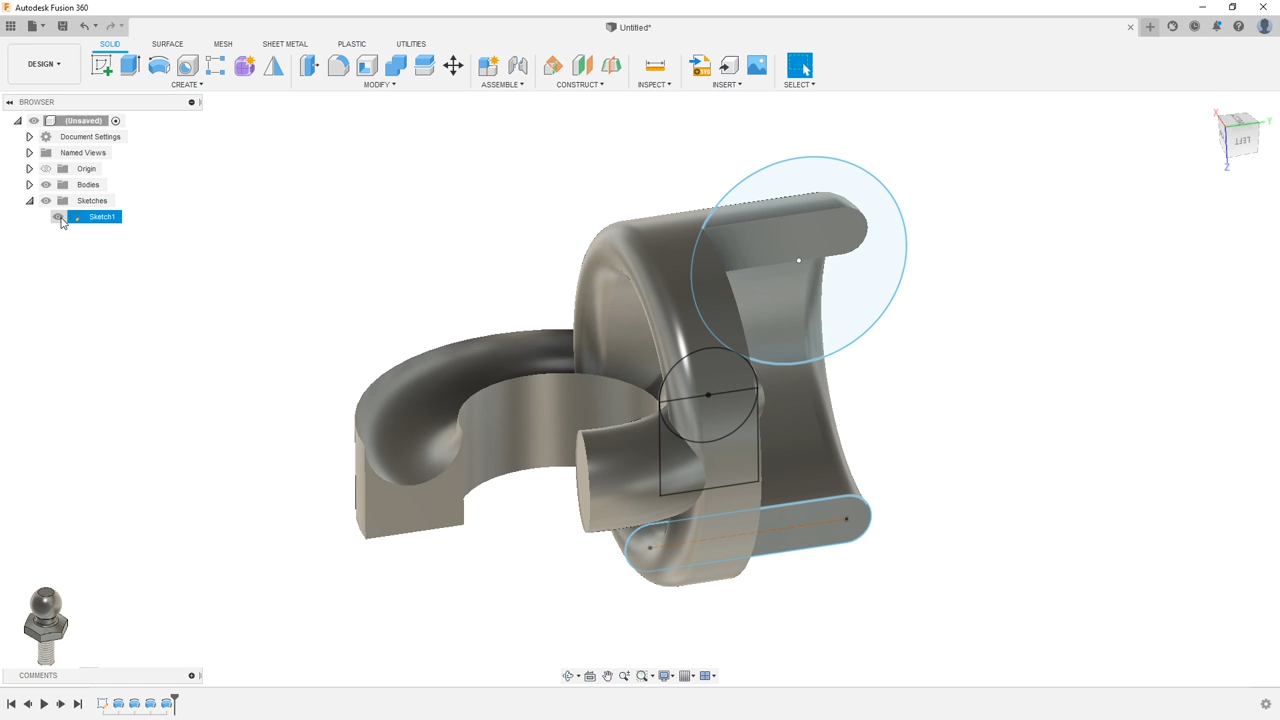 Autodesk Fusion 360
Untitled*
DESIGN
SOLID
SURFACE
MESH
SHEET METAL
PLASTIC
UTILITIES
CREATE
MODIFY
ASSEMBLE
CONSTRUCT
INSPECT
INSERT
SELECT
BROWSER
(Unsaved)
Document Settings
Named Views
Origin
Bodies
Sketches
Sketch1
X
Y
Z
LEFT
COMMENTS